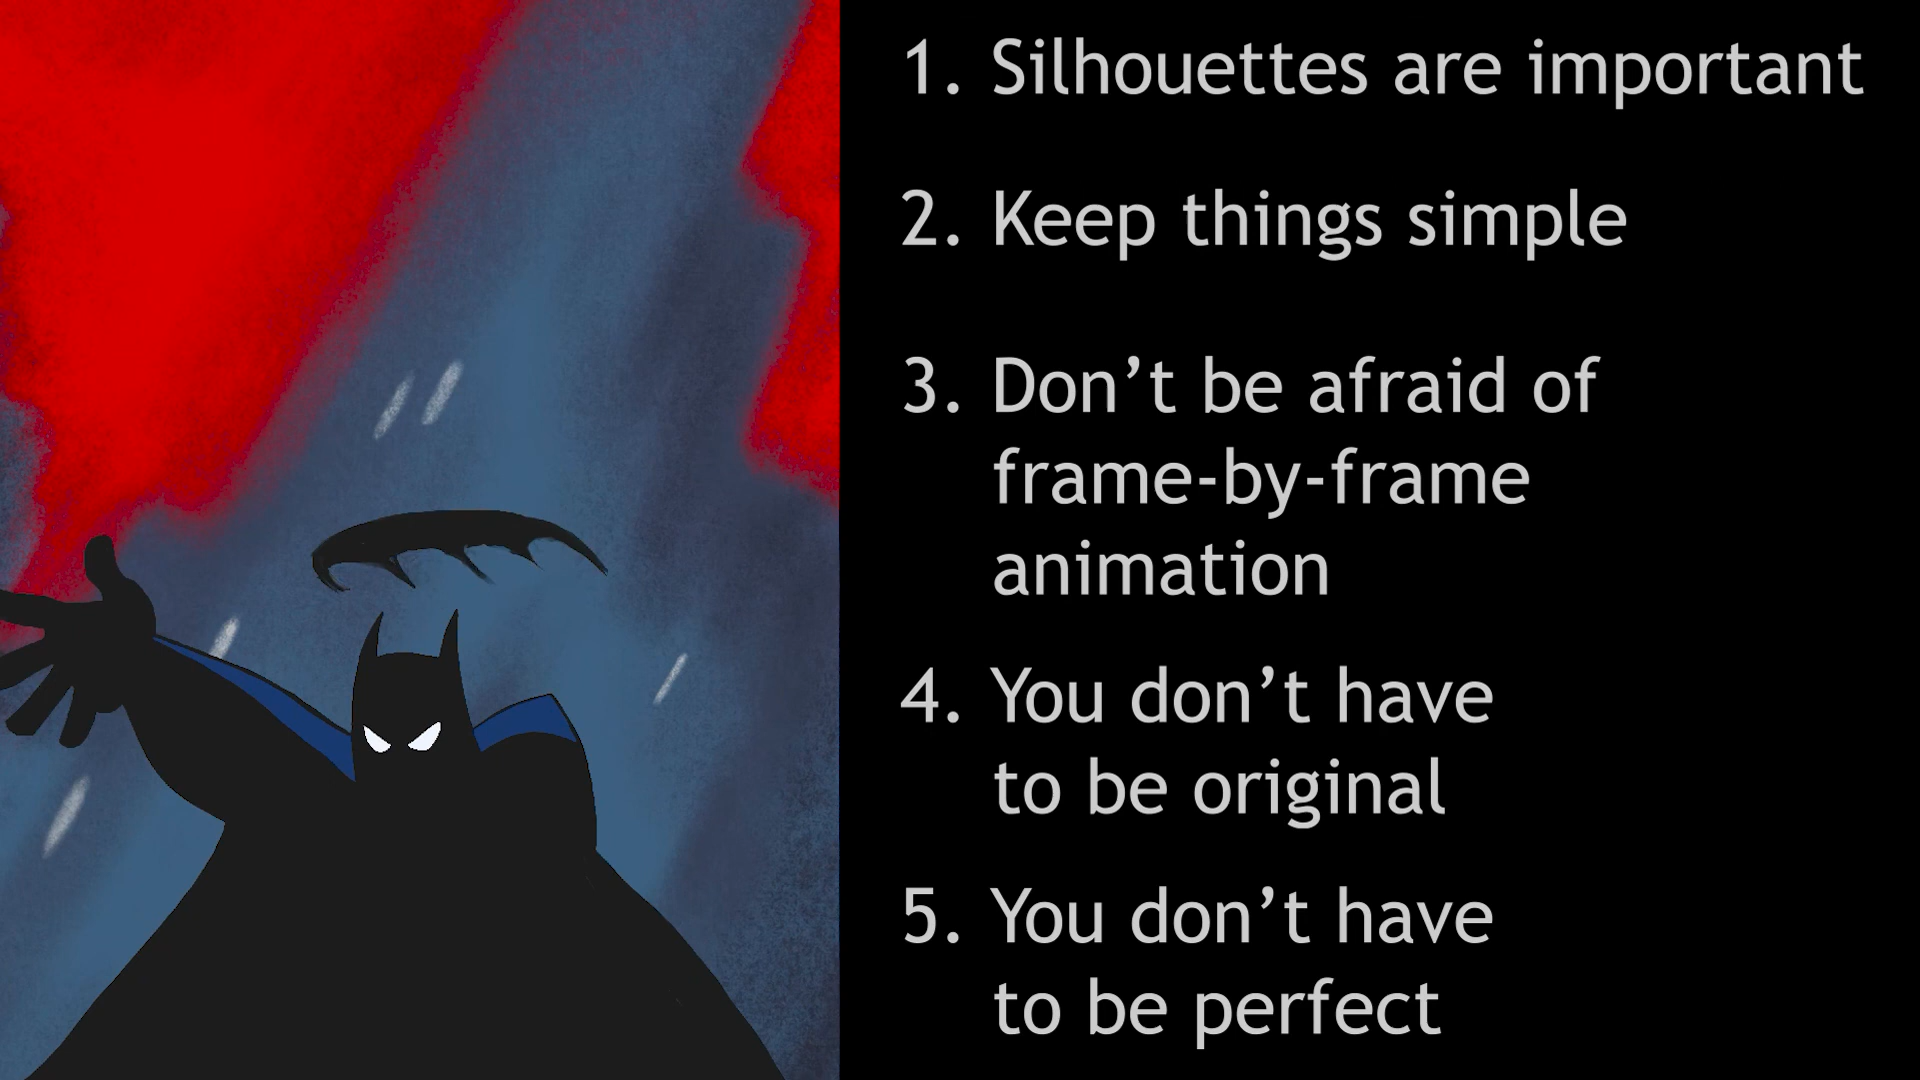 1. Silhouettes are important
2. Keep things simple
3. Don’t be afraid of
frame-by-frame
animation
4. You don’t have
to be original
5. You don’t have
to be perfect